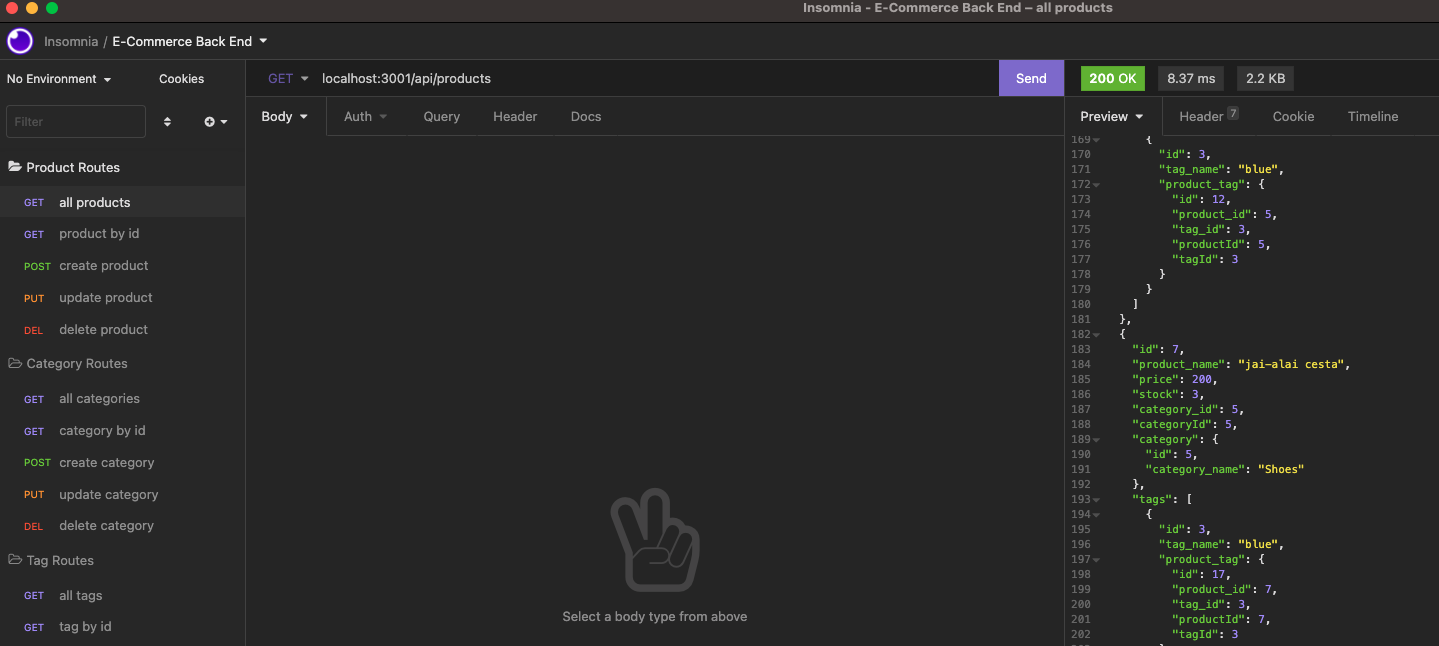 Insomnia - E-Commerce Back End – all products
Insomnia / E-Commerce Back End
No Environment
Cookies
GET
localhost:3001/api/products
Send
200 OK
8.37 ms
2.2 KB
Filter
Body
Auth
Query
Header
Docs
Preview
Header 7
Cookie
Timeline
Product Routes
GET all products
GET product by id
POST create product
PUT update product
DEL delete product
Category Routes
GET all categories
GET category by id
POST create category
PUT update category
DEL delete category
Tag Routes
GET all tags
GET tag by id
Select a body type from above
169 {
170 "id": 3,
171 "tag_name": "blue",
172 "product_tag": {
173 "id": 12,
174 "product_id": 5,
175 "tag_id": 3,
176 "productId": 5,
177 "tagId": 3
178 }
179 }
180 ]
181 },
182 {
183 "id": 7,
184 "product_name": "jai-alai cesta",
185 "price": 200,
186 "stock": 3,
187 "category_id": 5,
188 "categoryId": 5,
189 "category": {
190 "id": 5,
191 "category_name": "Shoes"
192 },
193 "tags": [
194 {
195 "id": 3,
196 "tag_name": "blue",
197 "product_tag": {
198 "id": 17,
199 "product_id": 7,
200 "tag_id": 3,
201 "productId": 7,
202 "tagId": 3